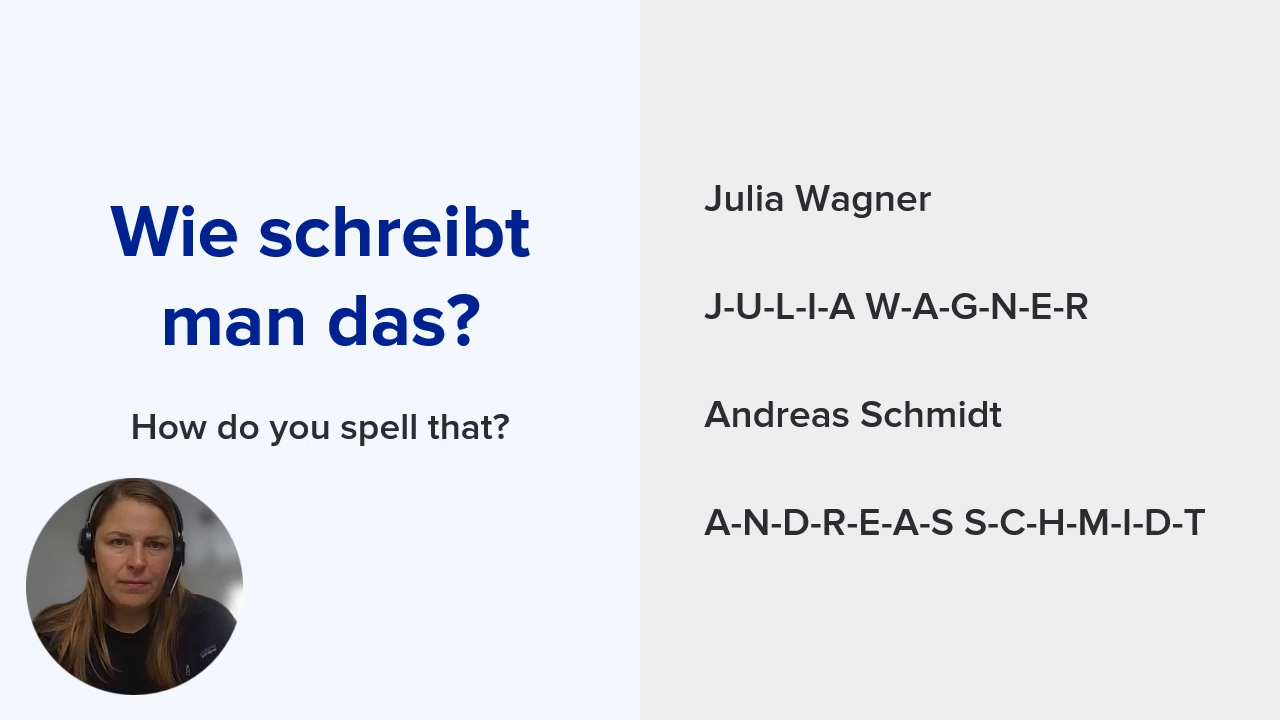 Wie schreibt
man das?
How do you spell that?
Julia Wagner
J-U-L-I-A W-A-G-N-E-R
Andreas Schmidt
A-N-D-R-E-A-S S-C-H-M-I-D-T